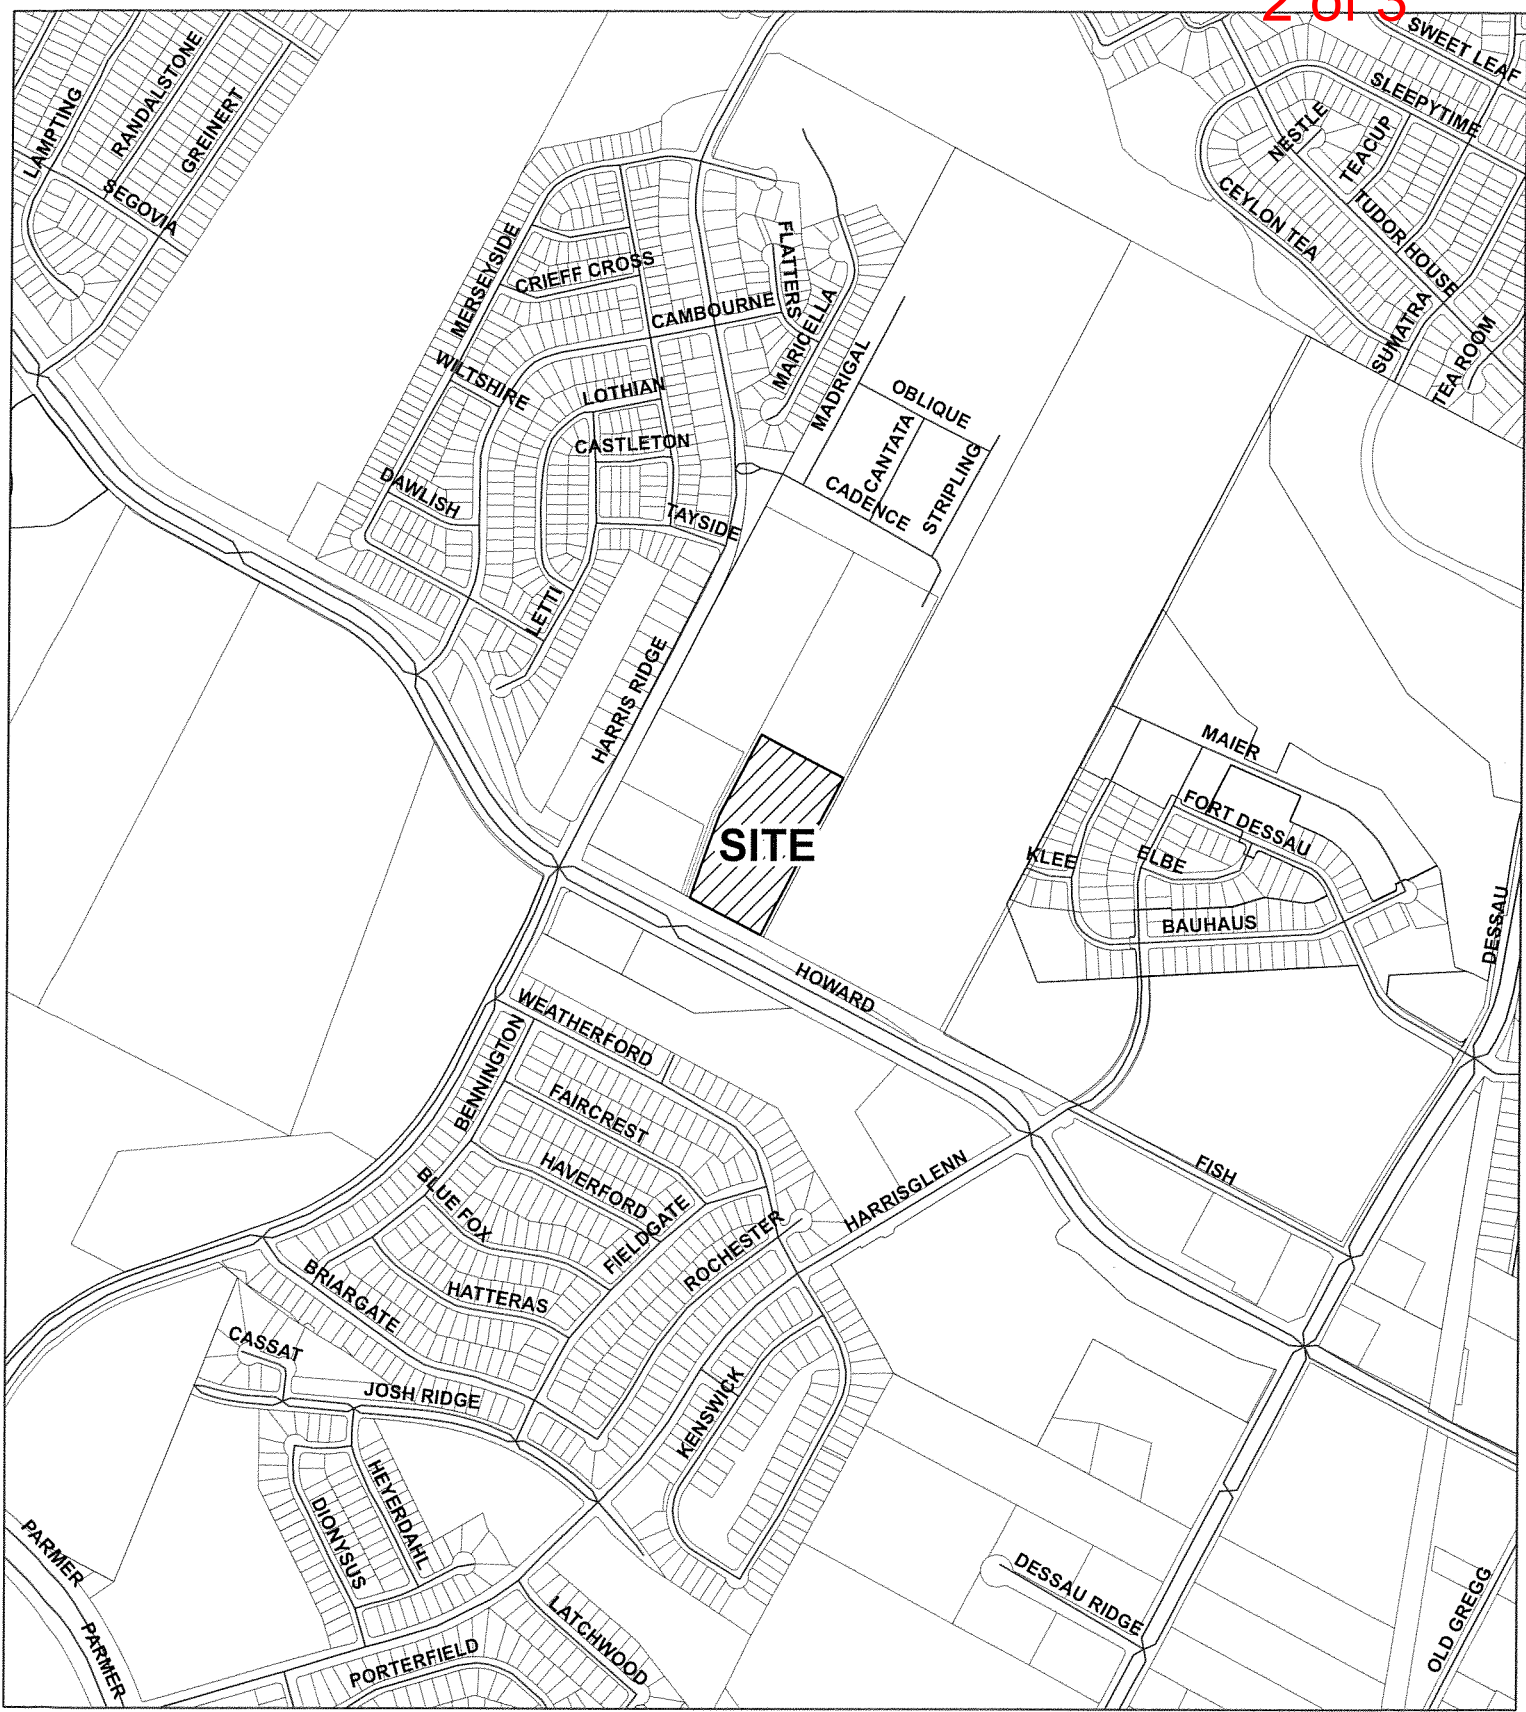 2 of 3
SWEET LEAF
SLEEPYTIME
NESTLE
TEACUP
CEYLON TEA
TUDOR HOUSE
SUMATRA
TEA ROOM
LAMPTING
RANDALSTONE
GREINERT
SEGOVIA
MERSEYSIDE
CRIEFF CROSS
CAMBOURNE
FLATTERS
MARICELLA
MADRIGAL
WILTSHIRE
LOTHIAN
CASTLETON
DAWLISH
TAYSIDE
LETTI
HARRIS RIDGE
OBLIQUE
CANTATA
CADENCE
STRIPLING
SITE
MAIER
FORT DESSAU
KLEE
ELBE
BAUHAUS
DESSAU
HOWARD
WEATHERFORD
BENNINGTON
FAIRCREST
HAVERFORD
BLUE FOX
FIELDGATE
ROCHESTER
HARRISGLENN
FISH
BRIARGATE
HATTERAS
CASSAT
JOSH RIDGE
KENSWICK
HEYERDAHL
DIONYSUS
PARMER
PARMER
PORTERFIELD
LATCHWOOD
DESSAU RIDGE
OLD GREGG